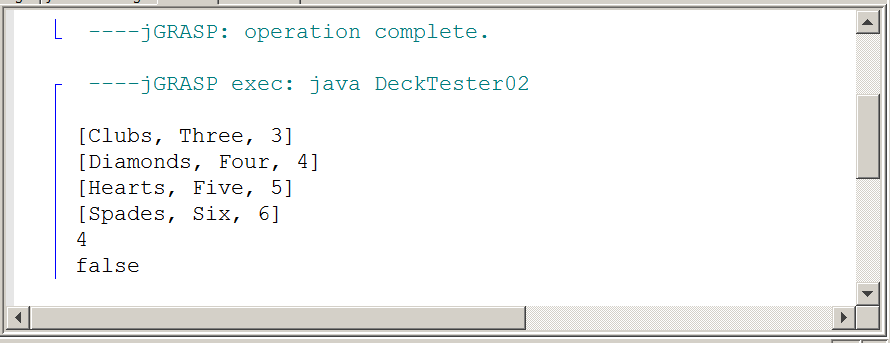 ----jGRASP: operation complete.
----jGRASP exec: java DeckTester02
[Clubs, Three, 3]
[Diamonds, Four, 4]
[Hearts, Five, 5]
[Spades, Six, 6]
4
false